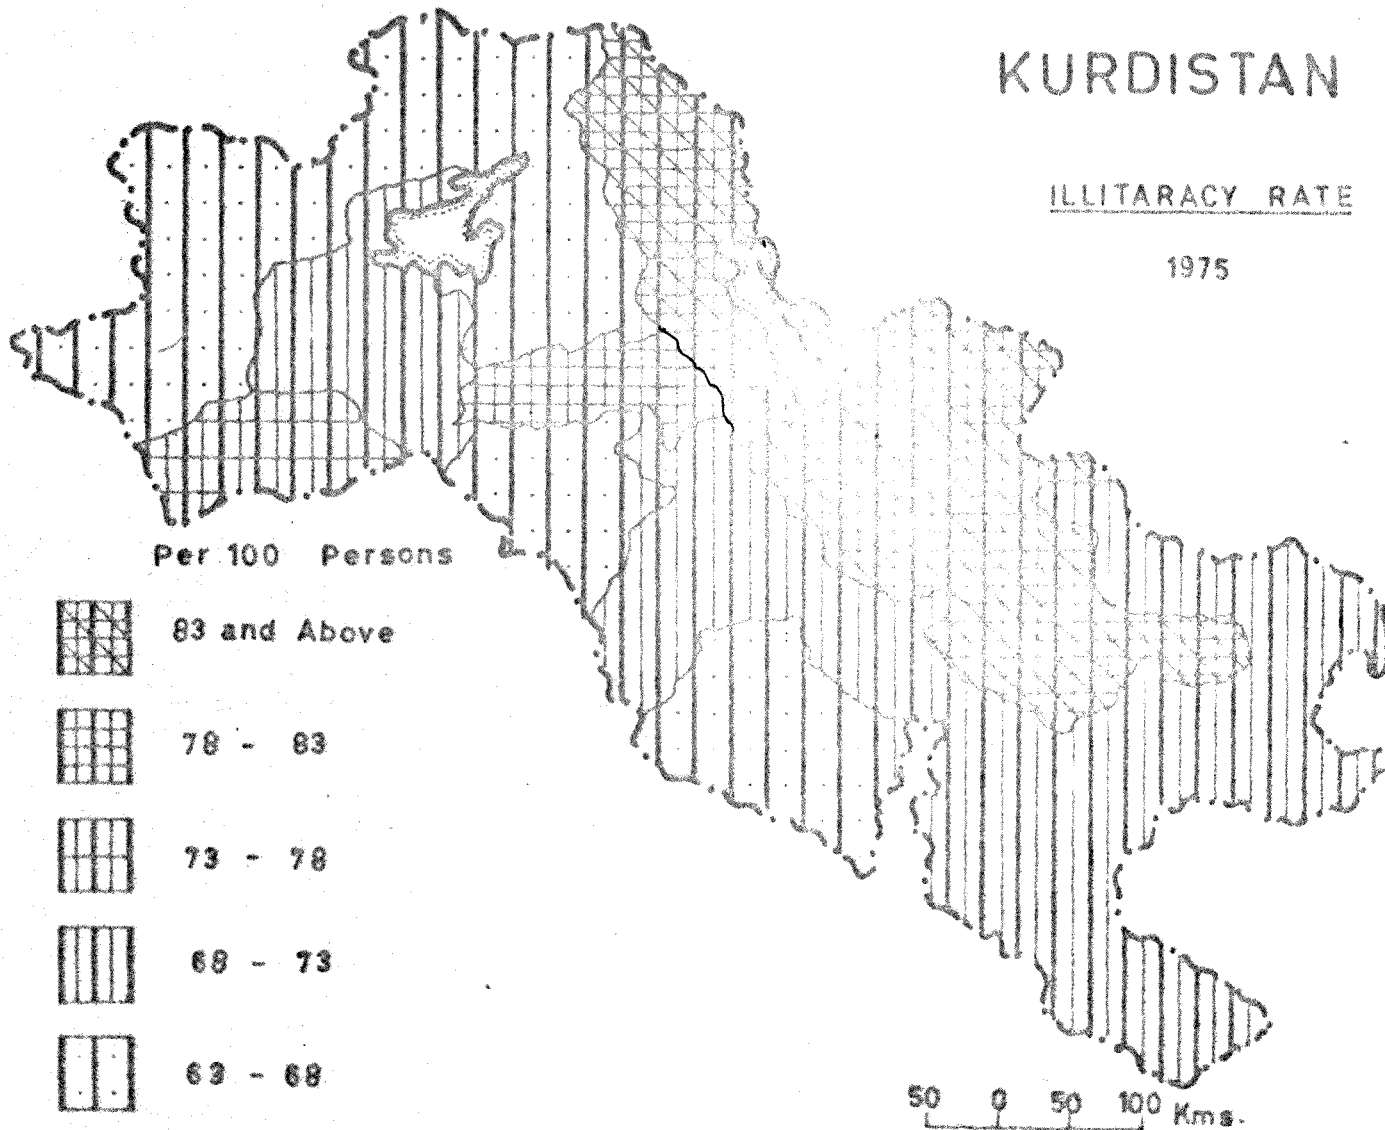 KURDISTAN
ILLITARACY RATE
1975
Per 100 Persons
83 and Above
78 - 83
73 - 78
68 - 73
63 - 68
50 0 50 100 Kms.